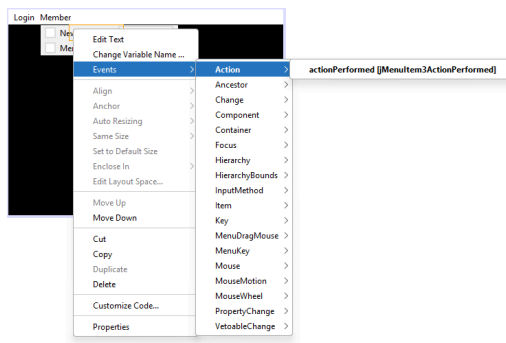 Login Member
New
Mem
Edit Text
Change Variable Name ...
Events
Align
Anchor
Auto Resizing
Same Size
Set to Default Size
Enclose In
Edit Layout Space...
Move Up
Move Down
Cut
Copy
Duplicate
Delete
Customize Code...
Properties
Action
Ancestor
Change
Component
Container
Focus
Hierarchy
HierarchyBounds
InputMethod
Item
Key
MenuDragMouse
MenuKey
Mouse
MouseMotion
MouseWheel
PropertyChange
VetoableChange
actionPerformed [jMenuItem3ActionPerformed]